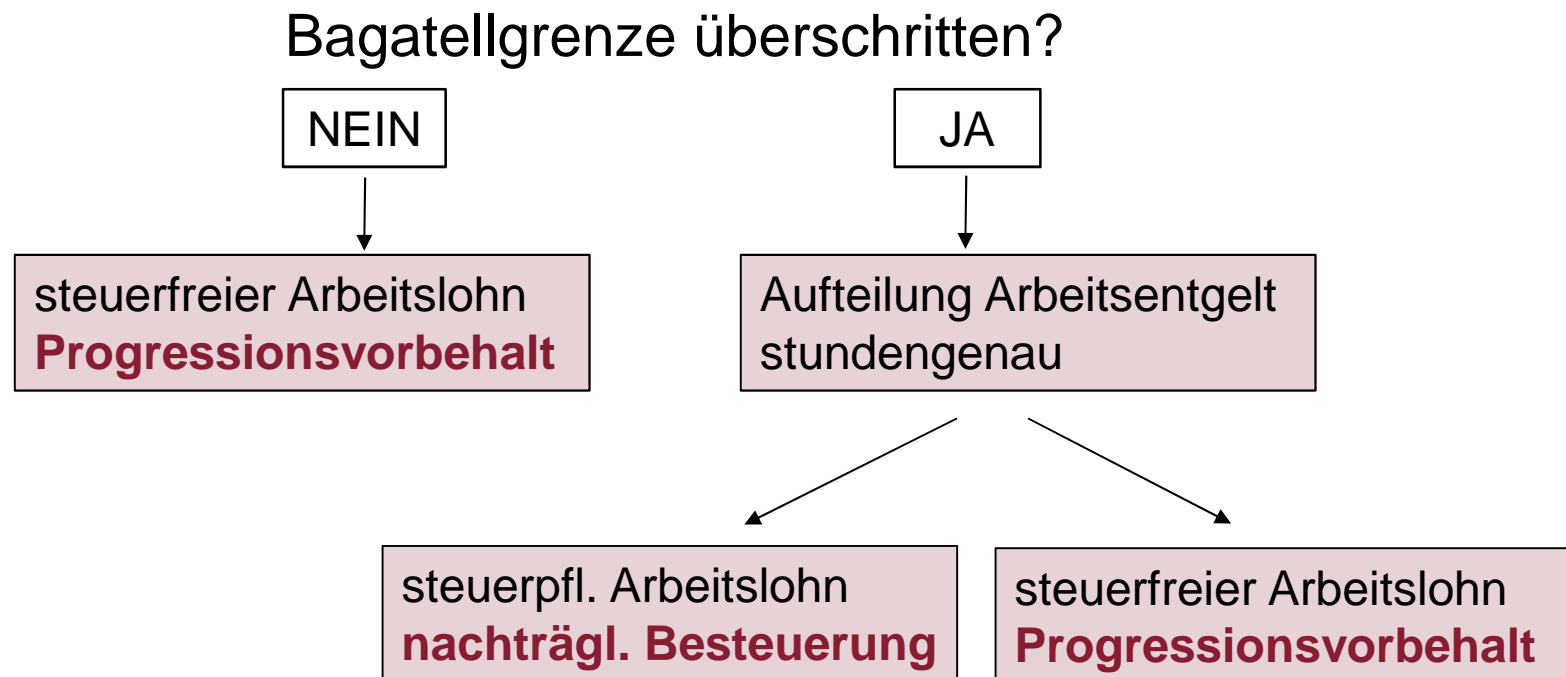 Bagatellgrenze überschritten?
NEIN
JA
steuerfreier Arbeitslohn
Progressionsvorbehalt
Aufteilung Arbeitsentgelt
stundengenau
steuerpfl. Arbeitslohn
nachträgl. Besteuerung
steuerfreier Arbeitslohn
Progressionsvorbehalt